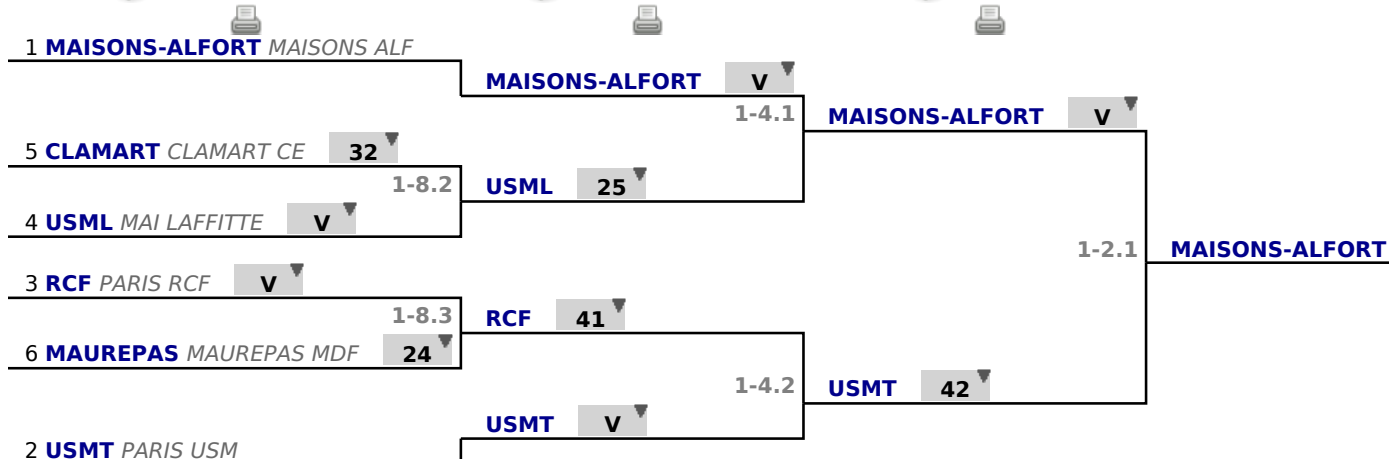 1 MAISONS-ALFORT MAISONS ALF
MAISONS-ALFORT V
1-4.1
MAISONS-ALFORT V
5 CLAMART CLAMART CE 32
1-8.2
USML 25
4 USML MAI LAFFITTE V
1-2.1
MAISONS-ALFORT
3 RCF PARIS RCF V
1-8.3
RCF 41
6 MAUREPAS MAUREPAS MDF 24
1-4.2
USMT 42
USMT V
2 USMT PARIS USM